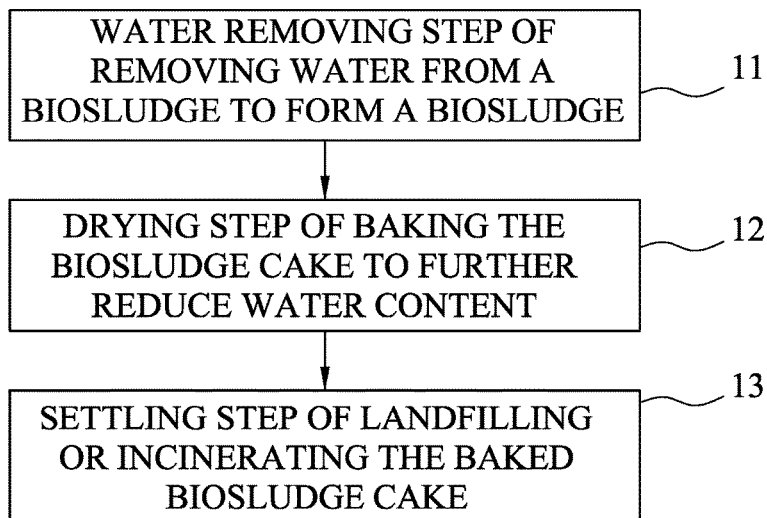 WATER REMOVING STEP OF
REMOVING WATER FROM A
BIOSLUDGE TO FORM A BIOSLUDGE
11
DRYING STEP OF BAKING THE
BIOSLUDGE CAKE TO FURTHER
REDUCE WATER CONTENT
12
SETTLING STEP OF LANDFILLING
OR INCINERATING THE BAKED
BIOSLUDGE CAKE
13